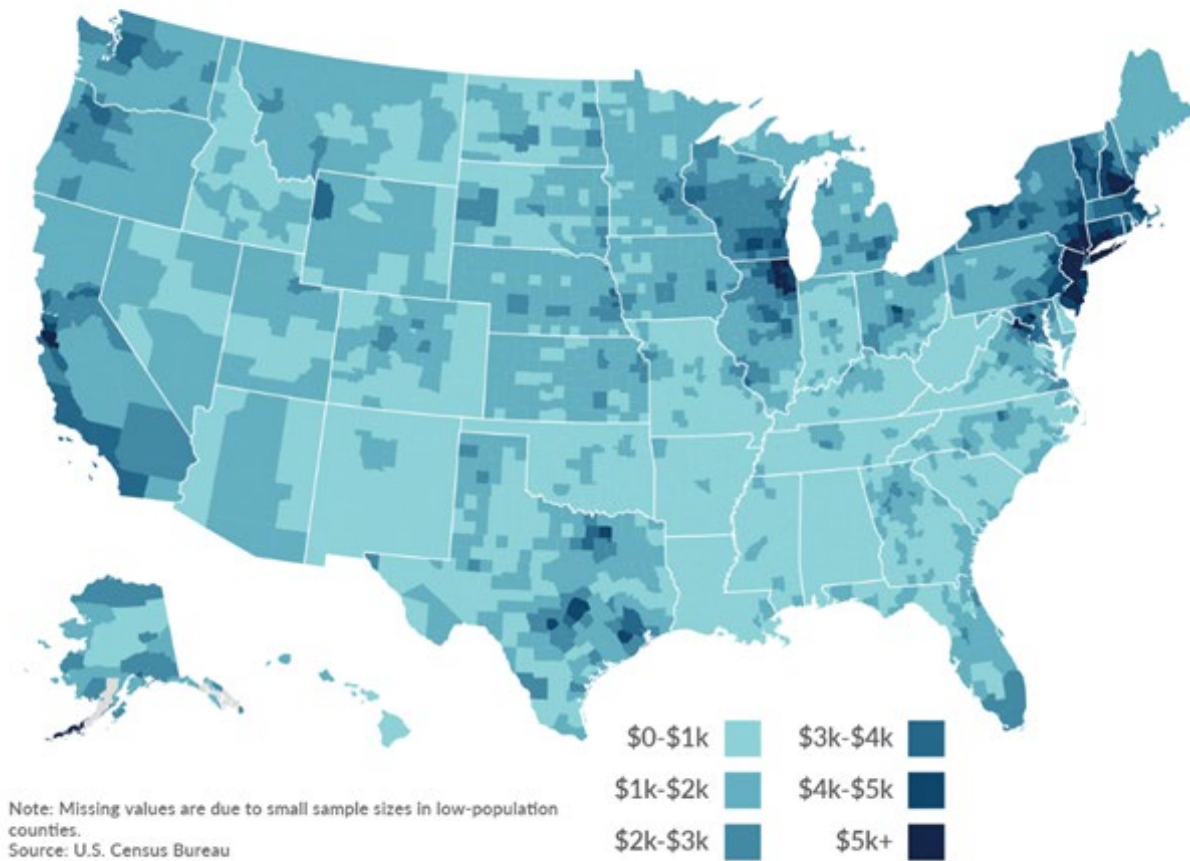 $0-$1k
$3k-$4k
$1k-$2k
$4k-$5k
$2k-$3k
$5k+
Note: Missing values are due to small sample sizes in low-population
counties.
Source: U.S. Census Bureau